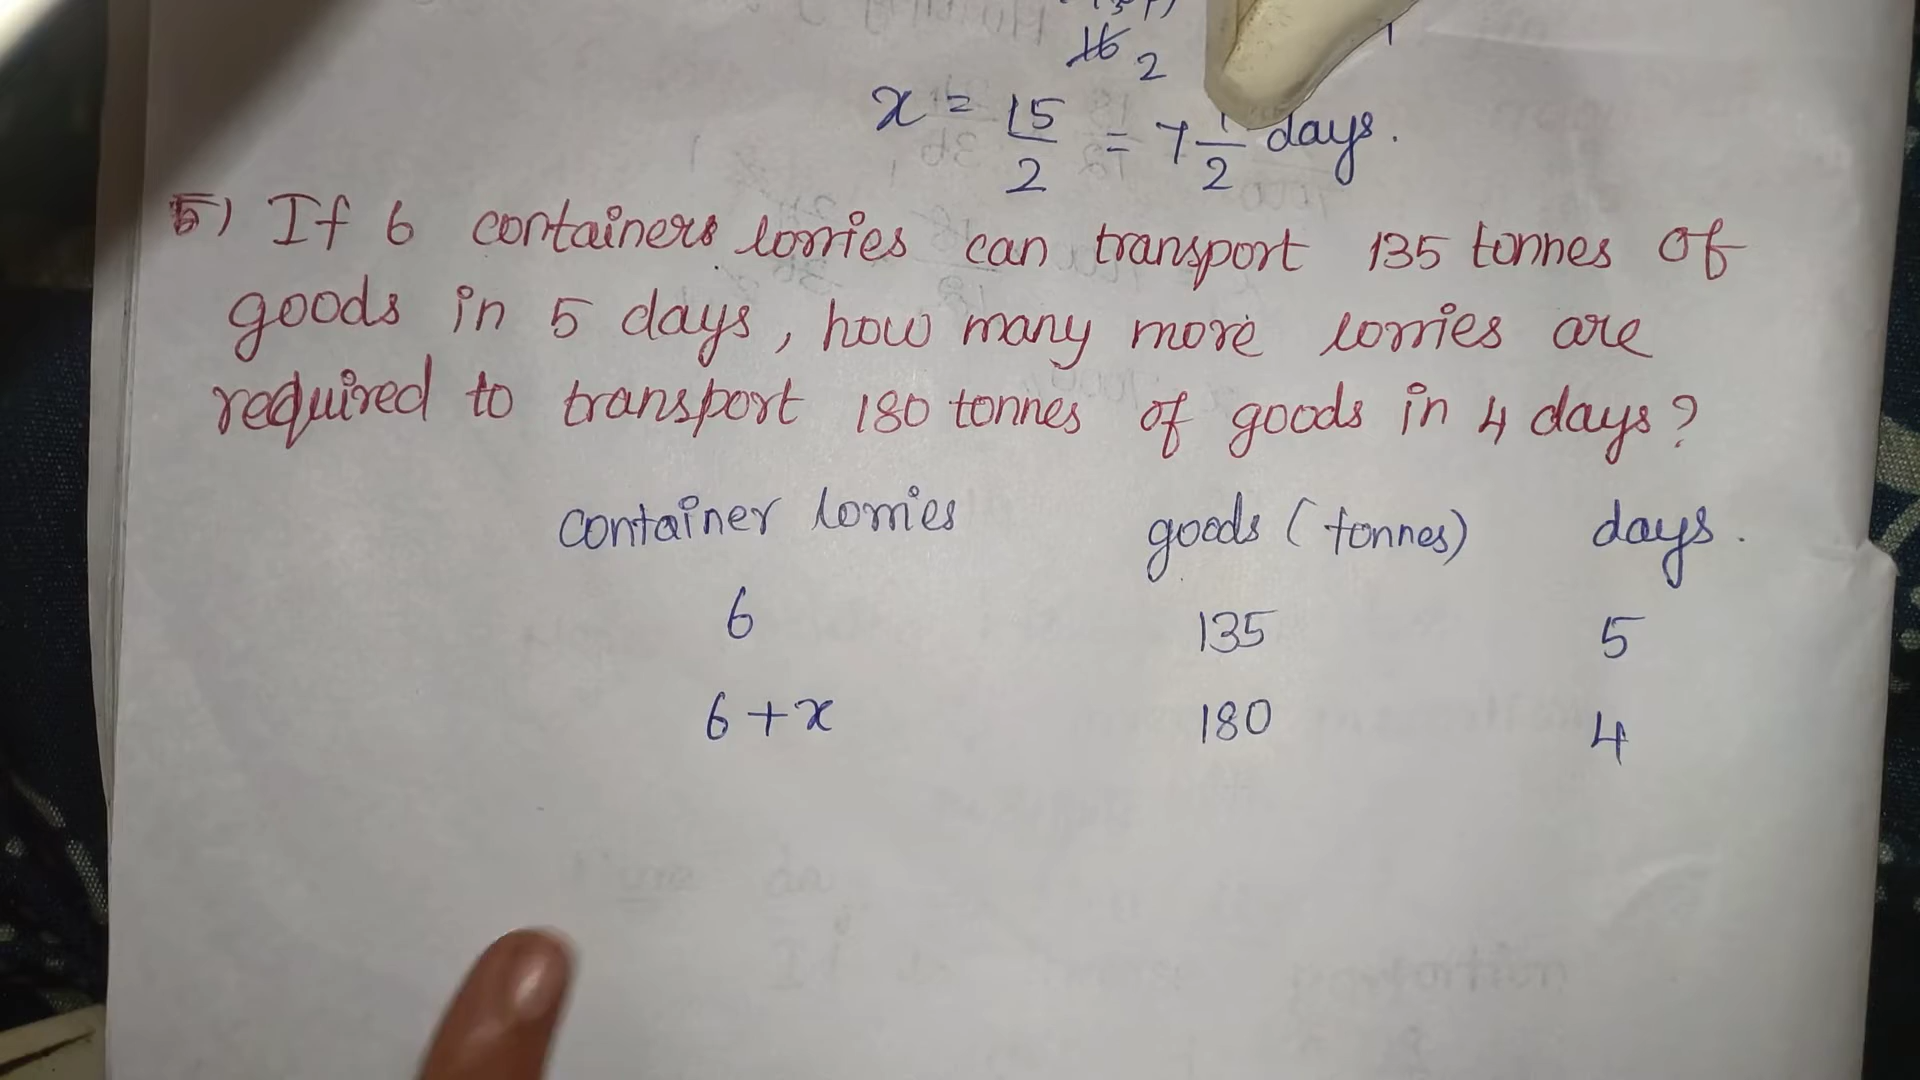 16 2
x = 15/2 = 7 1/2 days.
5) If 6 containers lorries can transport 135 tonnes of
goods in 5 days, how many more lorries are
required to transport 180 tonnes of goods in 4 days?
container lorries goods (tonnes) days.
6 135 5
6+x 180 4